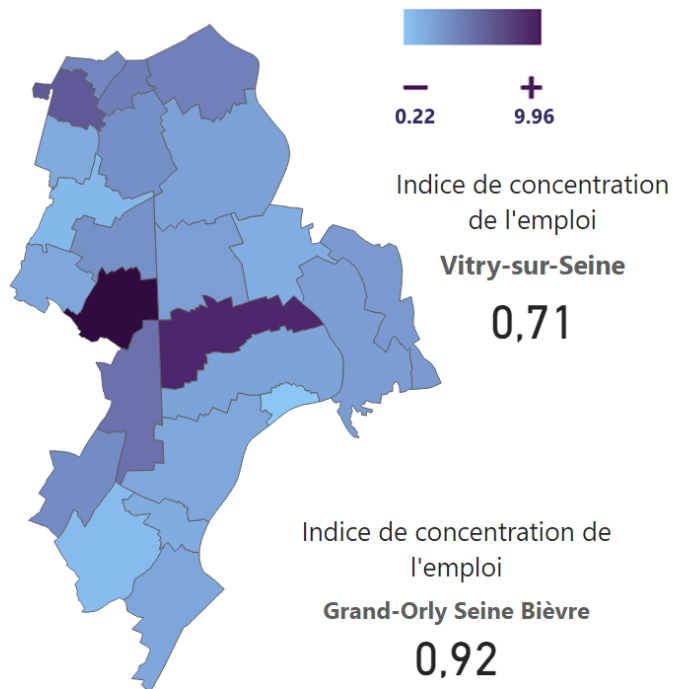 − +
0.22 9.96
Indice de concentration
de l'emploi
Vitry-sur-Seine
0,71
Indice de concentration de
l'emploi
Grand-Orly Seine Bièvre
0,92